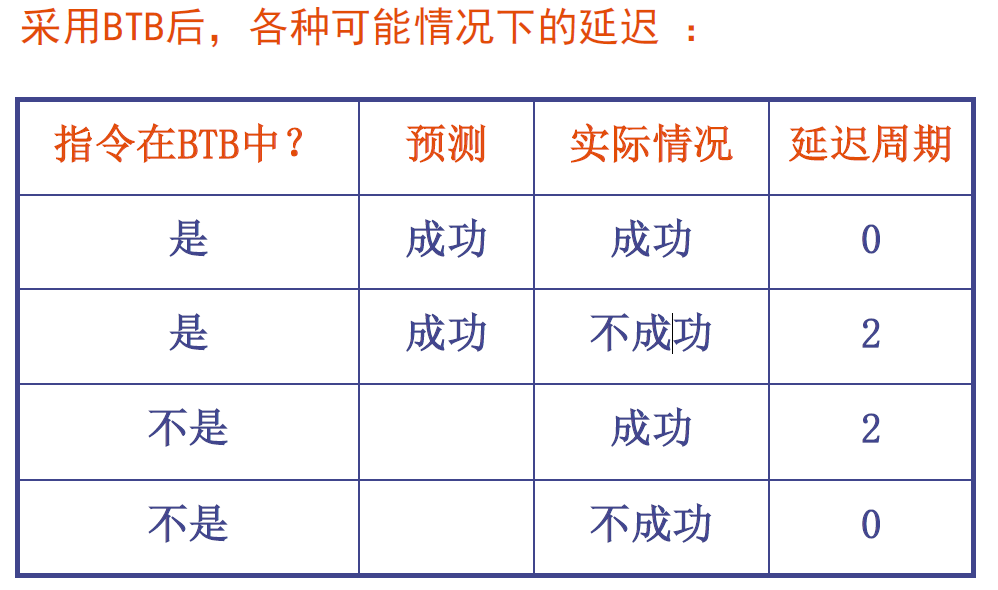 采用BTB后，各种可能情况下的延迟 ：
指令在BTB中? 预测 实际情况 延迟周期
是 成功 成功 0
是 成功 不成功 2
不是 成功 2
不是 不成功 0